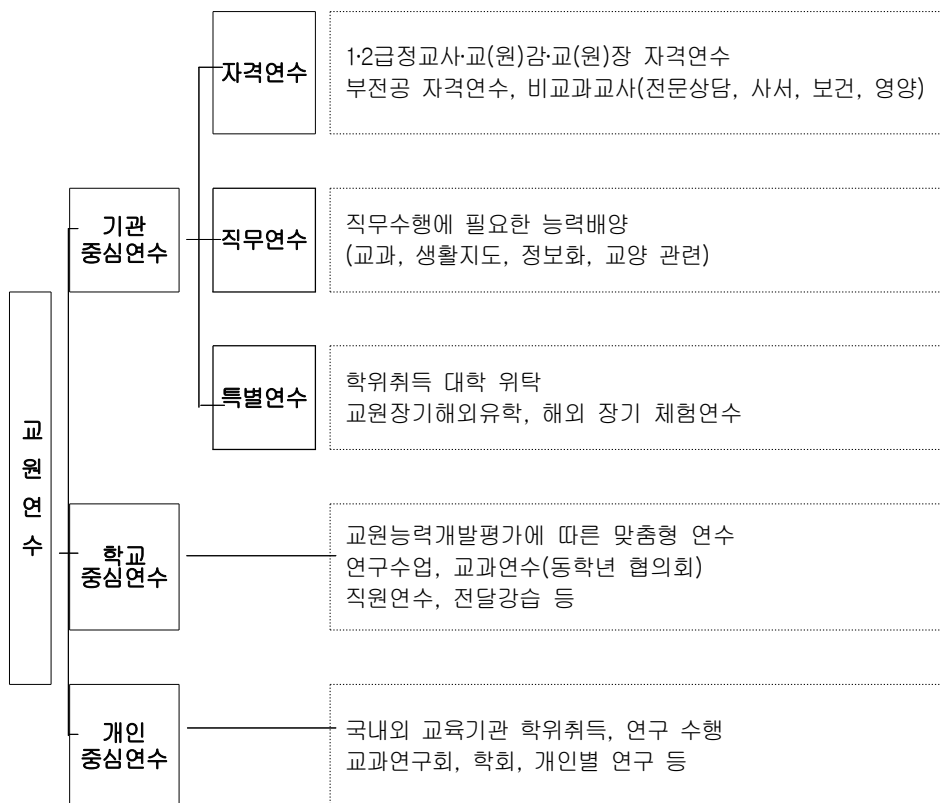 교
원
연
수
기관
중심연수
자격연수
1·2급정교사·교(원)감·교(원)장 자격연수
부전공 자격연수, 비교과교사(전문상담, 사서, 보건, 영양)
직무연수
직무수행에 필요한 능력배양
(교과, 생활지도, 정보화, 교양 관련)
특별연수
학위취득 대학 위탁
교원장기해외유학, 해외 장기 체험연수
학교
중심연수
교원능력개발평가에 따른 맞춤형 연수
연구수업, 교과연수(동학년 협의회)
직원연수, 전달강습 등
개인
중심연수
국내외 교육기관 학위취득, 연구 수행
교과연구회, 학회, 개인별 연구 등